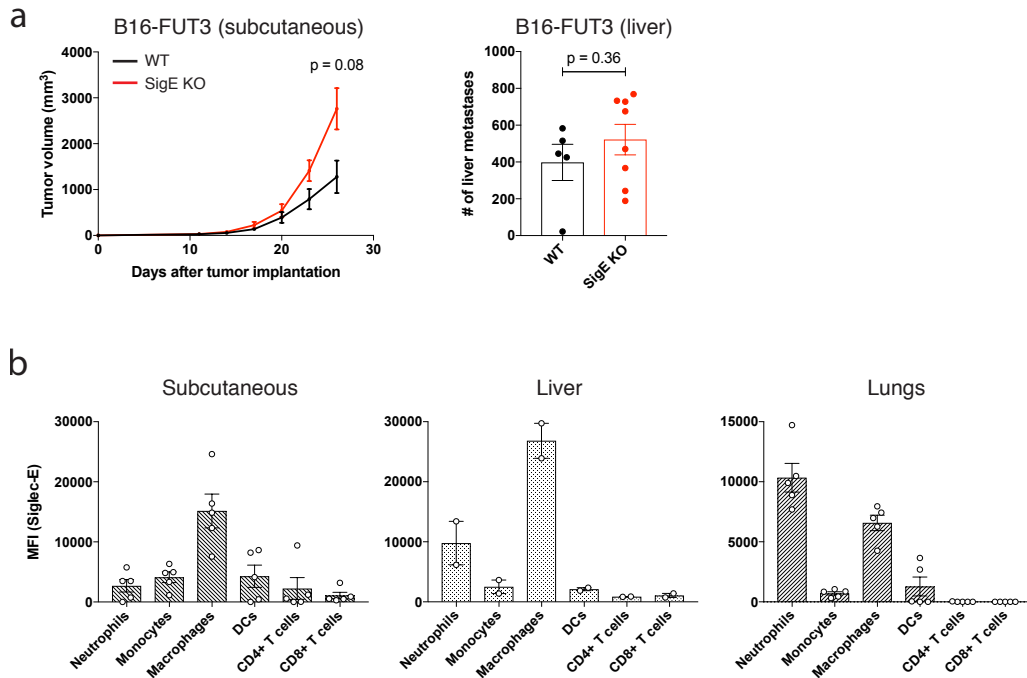 a
B16-FUT3 (subcutaneous)
WT
SigE KO
p = 0.08
Tumor volume (mm³)
4000
3000
2000
1000
0
0 10 20 30
Days after tumor implantation
B16-FUT3 (liver)
p = 0.36
# of liver metastases
1000
800
600
400
200
0
WT
SigE KO
b
Subcutaneous
MFI (Siglec-E)
30000
20000
10000
0
Neutrophils
Monocytes
Macrophages
DCs
CD4+ T cells
CD8+ T cells
Liver
30000
20000
10000
0
Neutrophils
Monocytes
Macrophages
DCs
CD4+ T cells
CD8+ T cells
Lungs
15000
10000
5000
0
Neutrophils
Monocytes
Macrophages
DCs
CD4+ T cells
CD8+ T cells